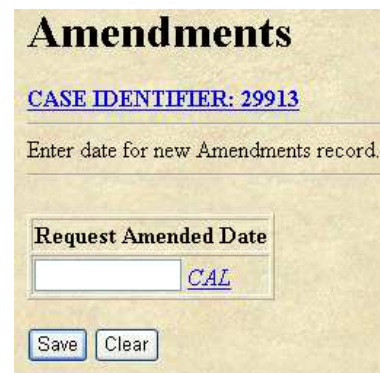 Amendments
CASE IDENTIFIER: 29913
Enter date for new Amendments record.
Request Amended Date
CAL
Save Clear